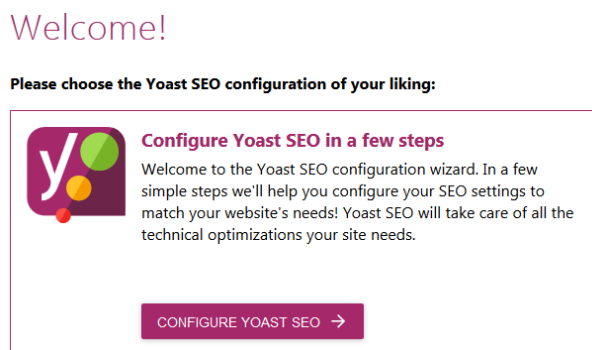 Welcome!
Please choose the Yoast SEO configuration of your liking:
y
Configure Yoast SEO in a few steps
Welcome to the Yoast SEO configuration wizard. In a few
simple steps we'll help you configure your SEO settings to
match your website's needs! Yoast SEO will take care of all the
technical optimizations your site needs.
CONFIGURE YOAST SEO →